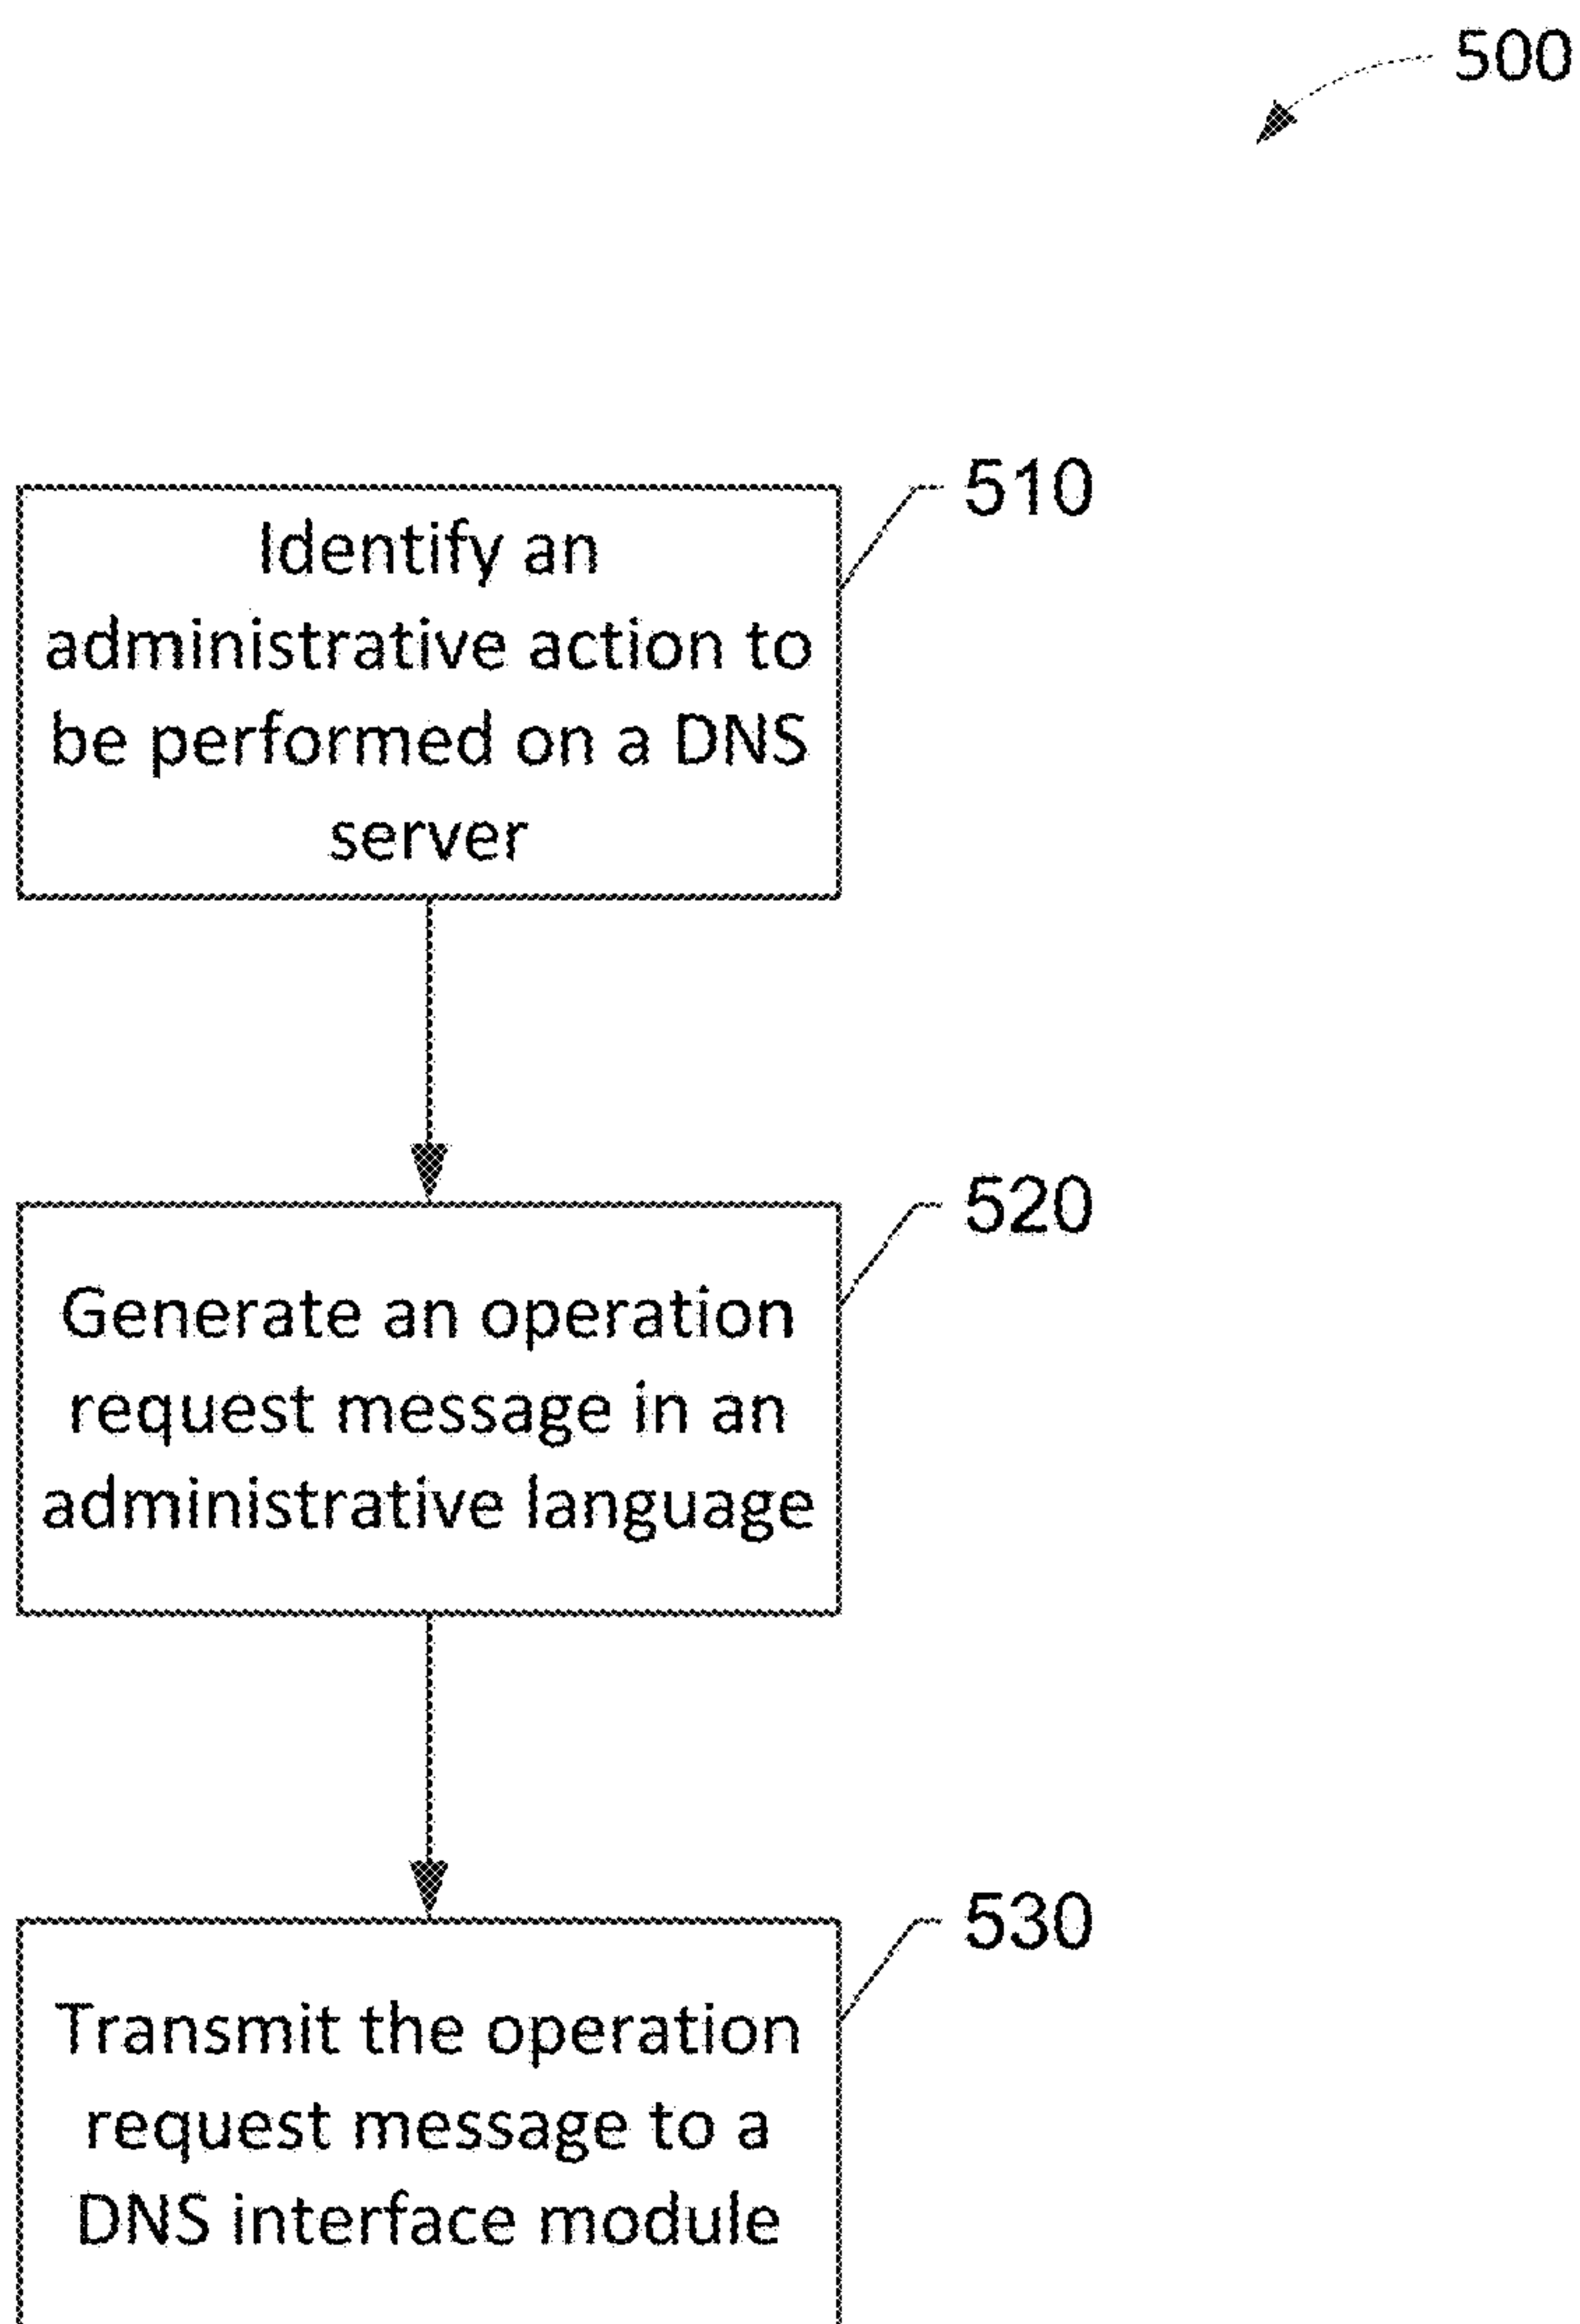 500
510
Identify an
administrative action to
be performed on a DNS
server
520
Generate an operation
request message in an
administrative language
530
Transmit the operation
request message to a
DNS interface module